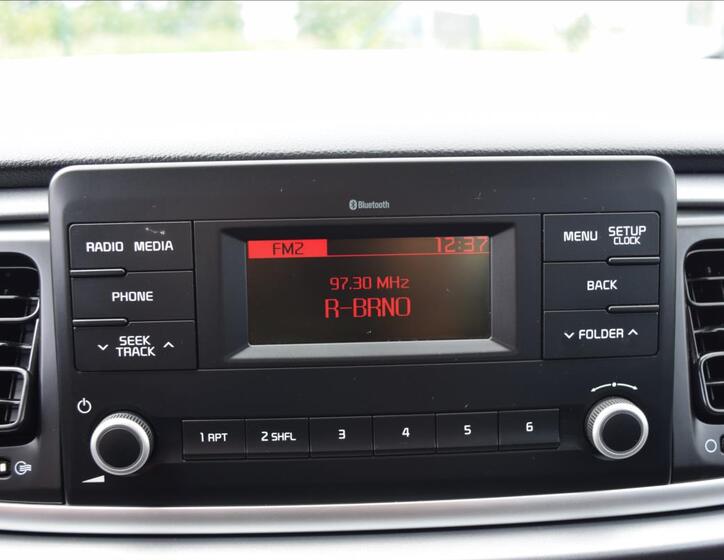 Bluetooth
RADIO MEDIA
PHONE
SEEK
TRACK
FM2 12:37
97.30 MHz
R-BRNO
MENU SETUP
CLOCK
BACK
FOLDER
1 RPT 2 SHFL 3 4 5 6